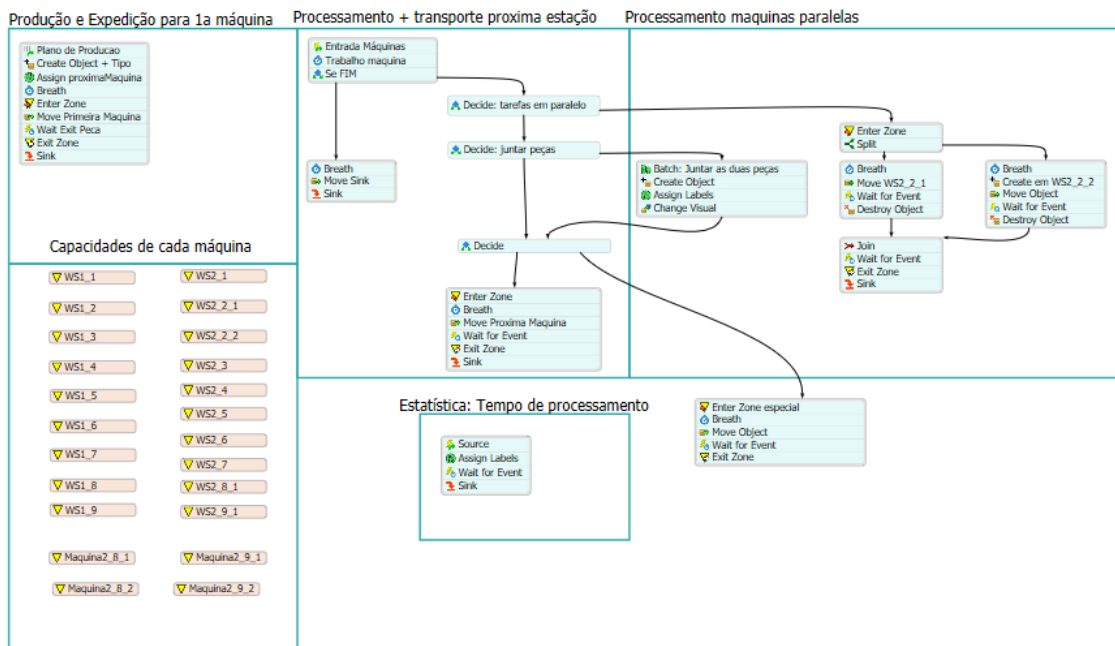 Produção e Expedição para 1a máquina
Plano de Producao
Create Object + Tipo
Assign proximaMaquina
Breath
Enter Zone
Move Primeira Maquina
Wait Exit Peca
Exit Zone
Sink
Processamento + transporte proxima estação
Entrada Máquinas
Trabalho maquina
Se FIM
Decide: tarefas em paralelo
Decide: juntar peças
Breath
Move Sink
Sink
Decide
Enter Zone
Breath
Move Proxima Maquina
Wait for Event
Exit Zone
Sink
Processamento maquinas paralelas
Enter Zone
Split
Batch: Juntar as duas peças
Create Object
Assign Labels
Change Visual
Breath
Move WS2_2_1
Wait for Event
Destroy Object
Breath
Create em WS2_2_2
Move Object
Wait for Event
Destroy Object
Join
Wait for Event
Exit Zone
Sink
Capacidades de cada máquina
WS1_1
WS2_1
WS1_2
WS2_2_1
WS1_3
WS2_2_2
WS1_4
WS2_3
WS1_5
WS2_4
WS1_6
WS2_5
WS1_7
WS2_6
WS1_8
WS2_7
WS1_9
WS2_8_1
WS2_9_1
Maquina2_8_1
Maquina2_9_1
Maquina2_8_2
Maquina2_9_2
Estatística: Tempo de processamento
Source
Assign Labels
Wait for Event
Sink
Enter Zone especial
Breath
Move Object
Wait for Event
Exit Zone